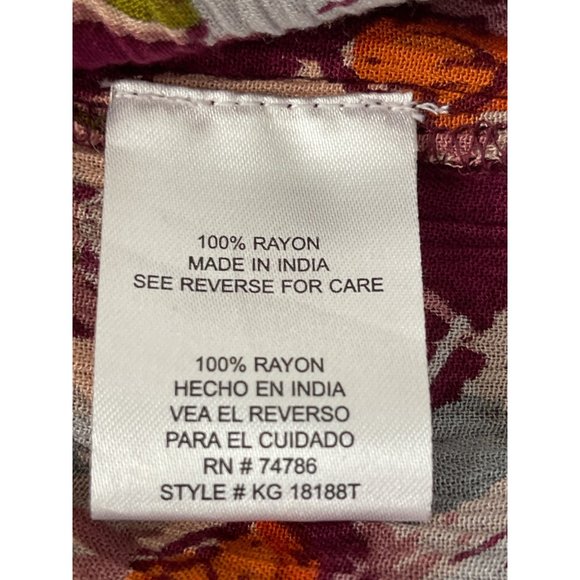 100% RAYON
MADE IN INDIA
SEE REVERSE FOR CARE
100% RAYON
HECHO EN INDIA
VEA EL REVERSO
PARA EL CUIDADO
RN # 74786
STYLE # KG 18188T